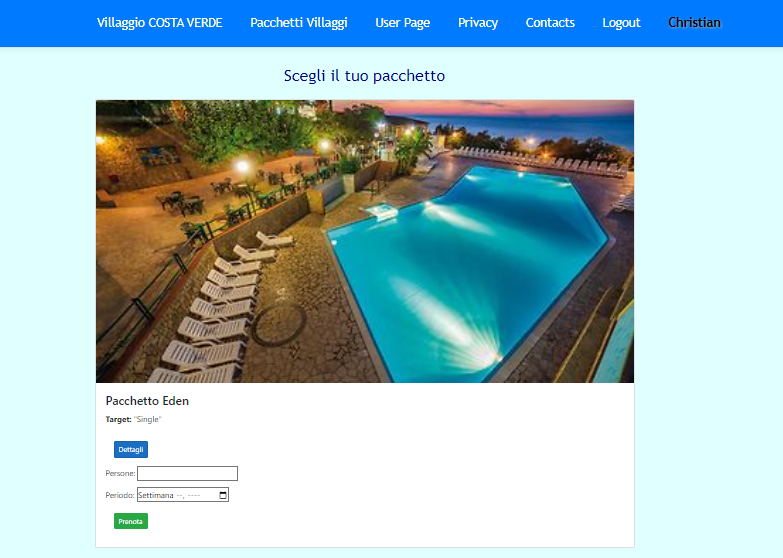 Villaggio COSTA VERDE Pacchetti Villaggi User Page Privacy Contacts Logout Christian
Scegli il tuo pacchetto
Pacchetto Eden
Target: "Single"
Dettagli
Persone:
Periodo: Settimana --, ----
Prenota